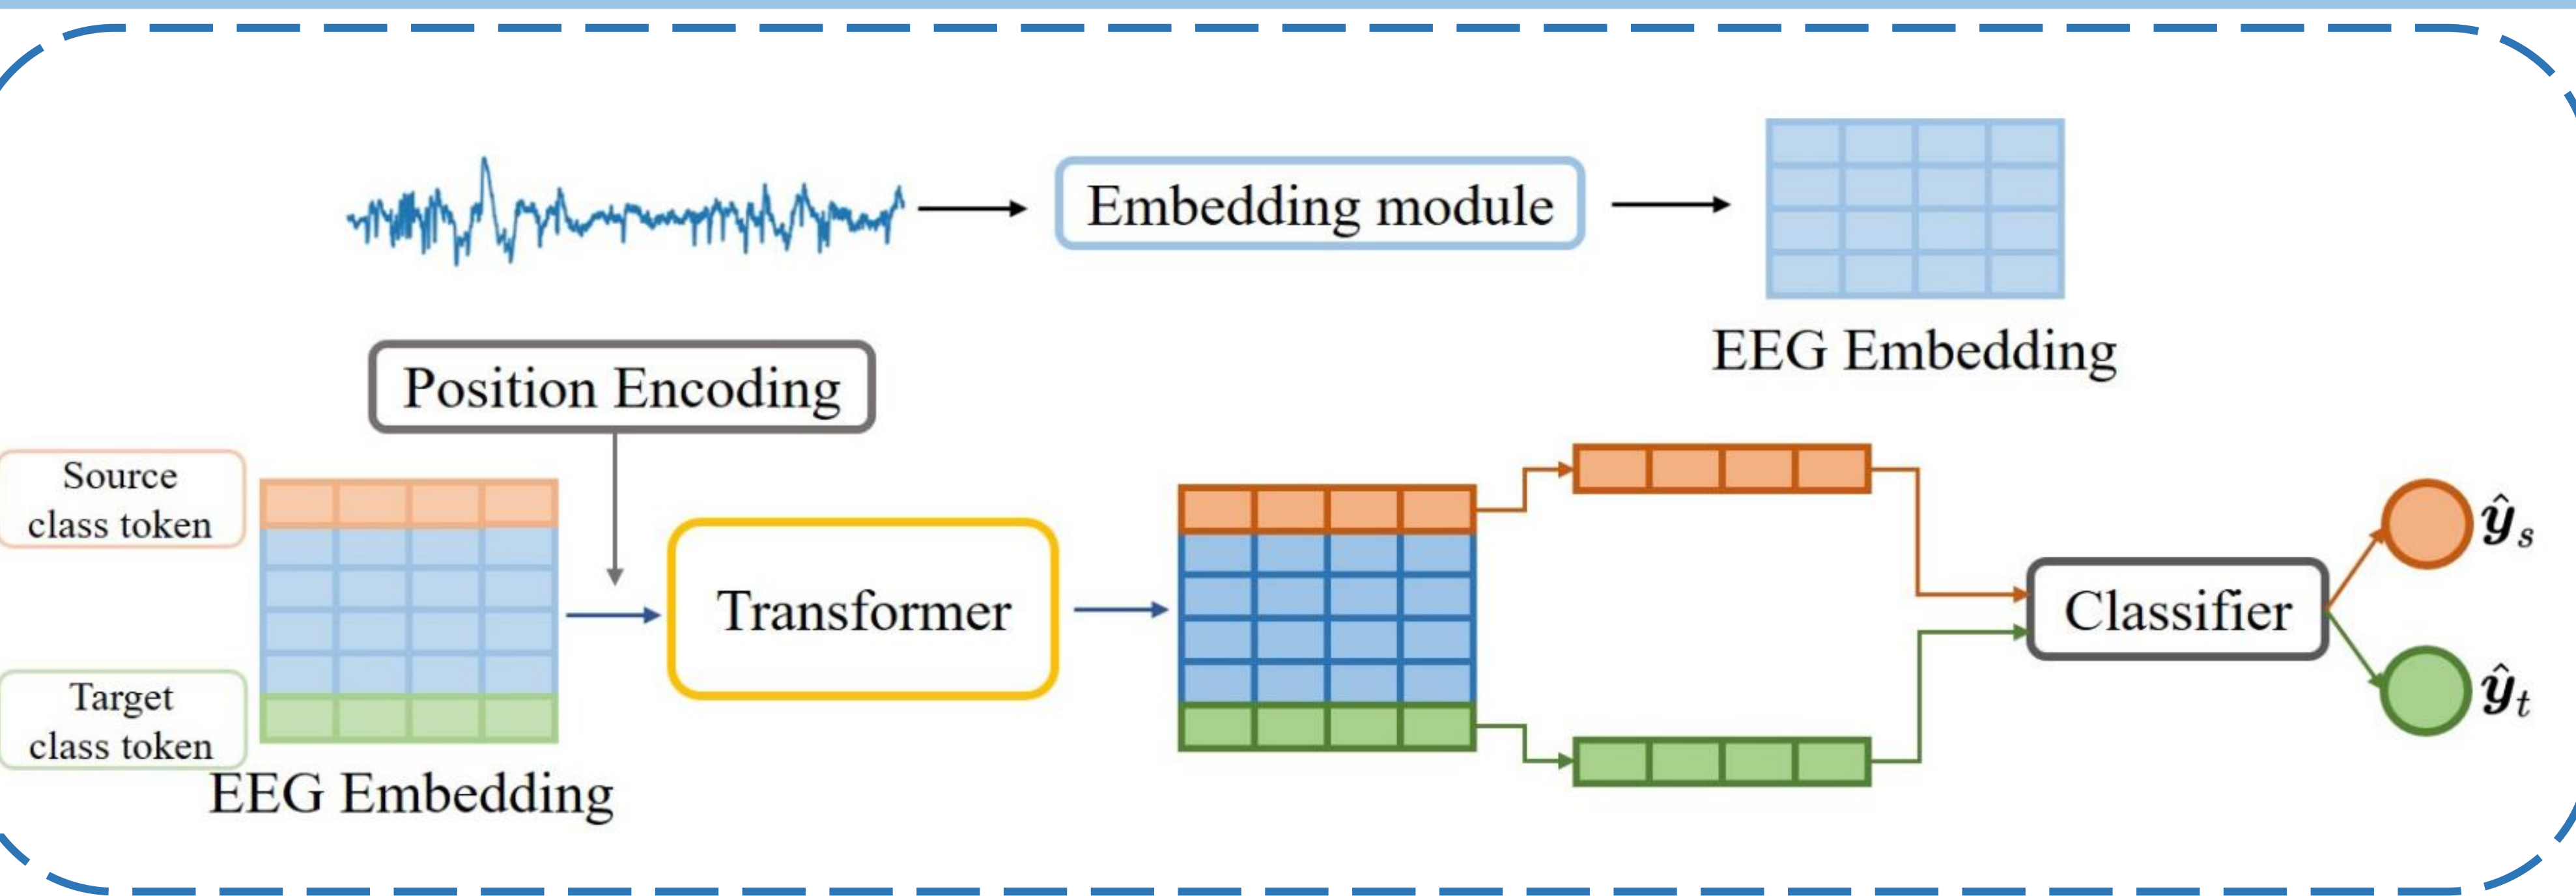 Embedding module
EEG Embedding
Position Encoding
Source
class token
Target
class token
EEG Embedding
Transformer
Classifier
ŷₛ
ŷₜ